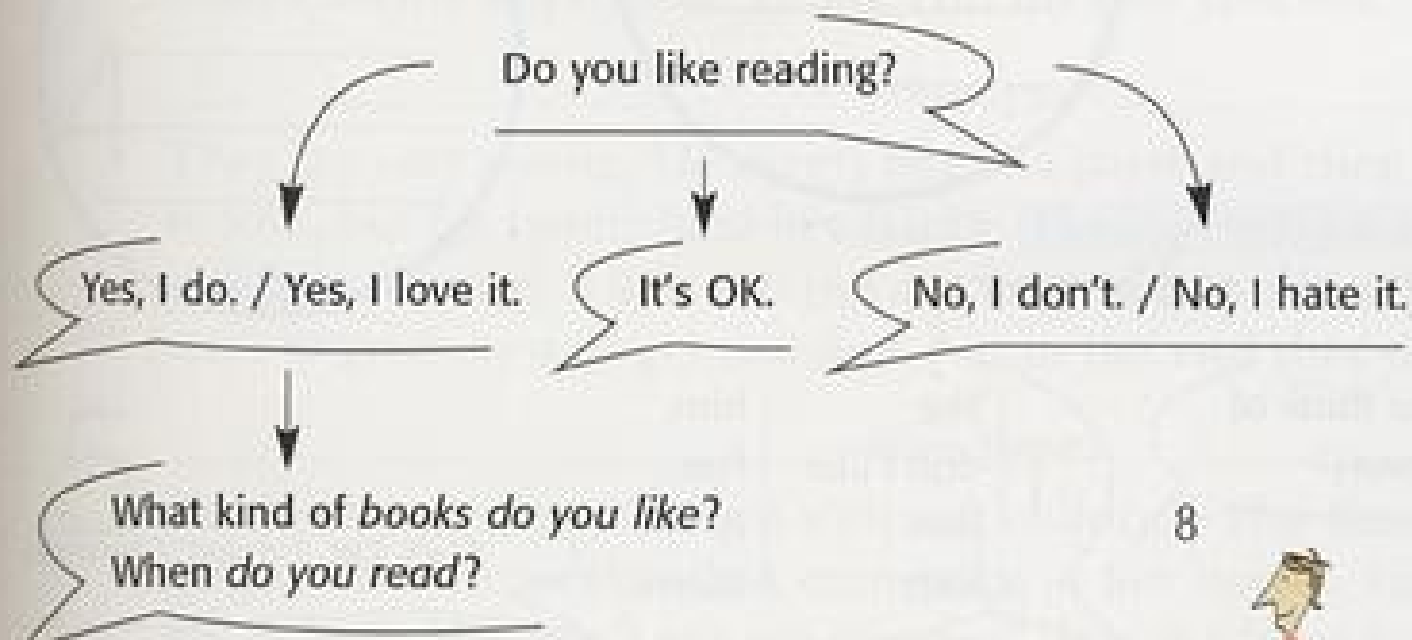 Do you like reading?
Yes, I do. / Yes, I love it.
It's OK.
No, I don't. / No, I hate it.
What kind of books do you like?
When do you read?
8